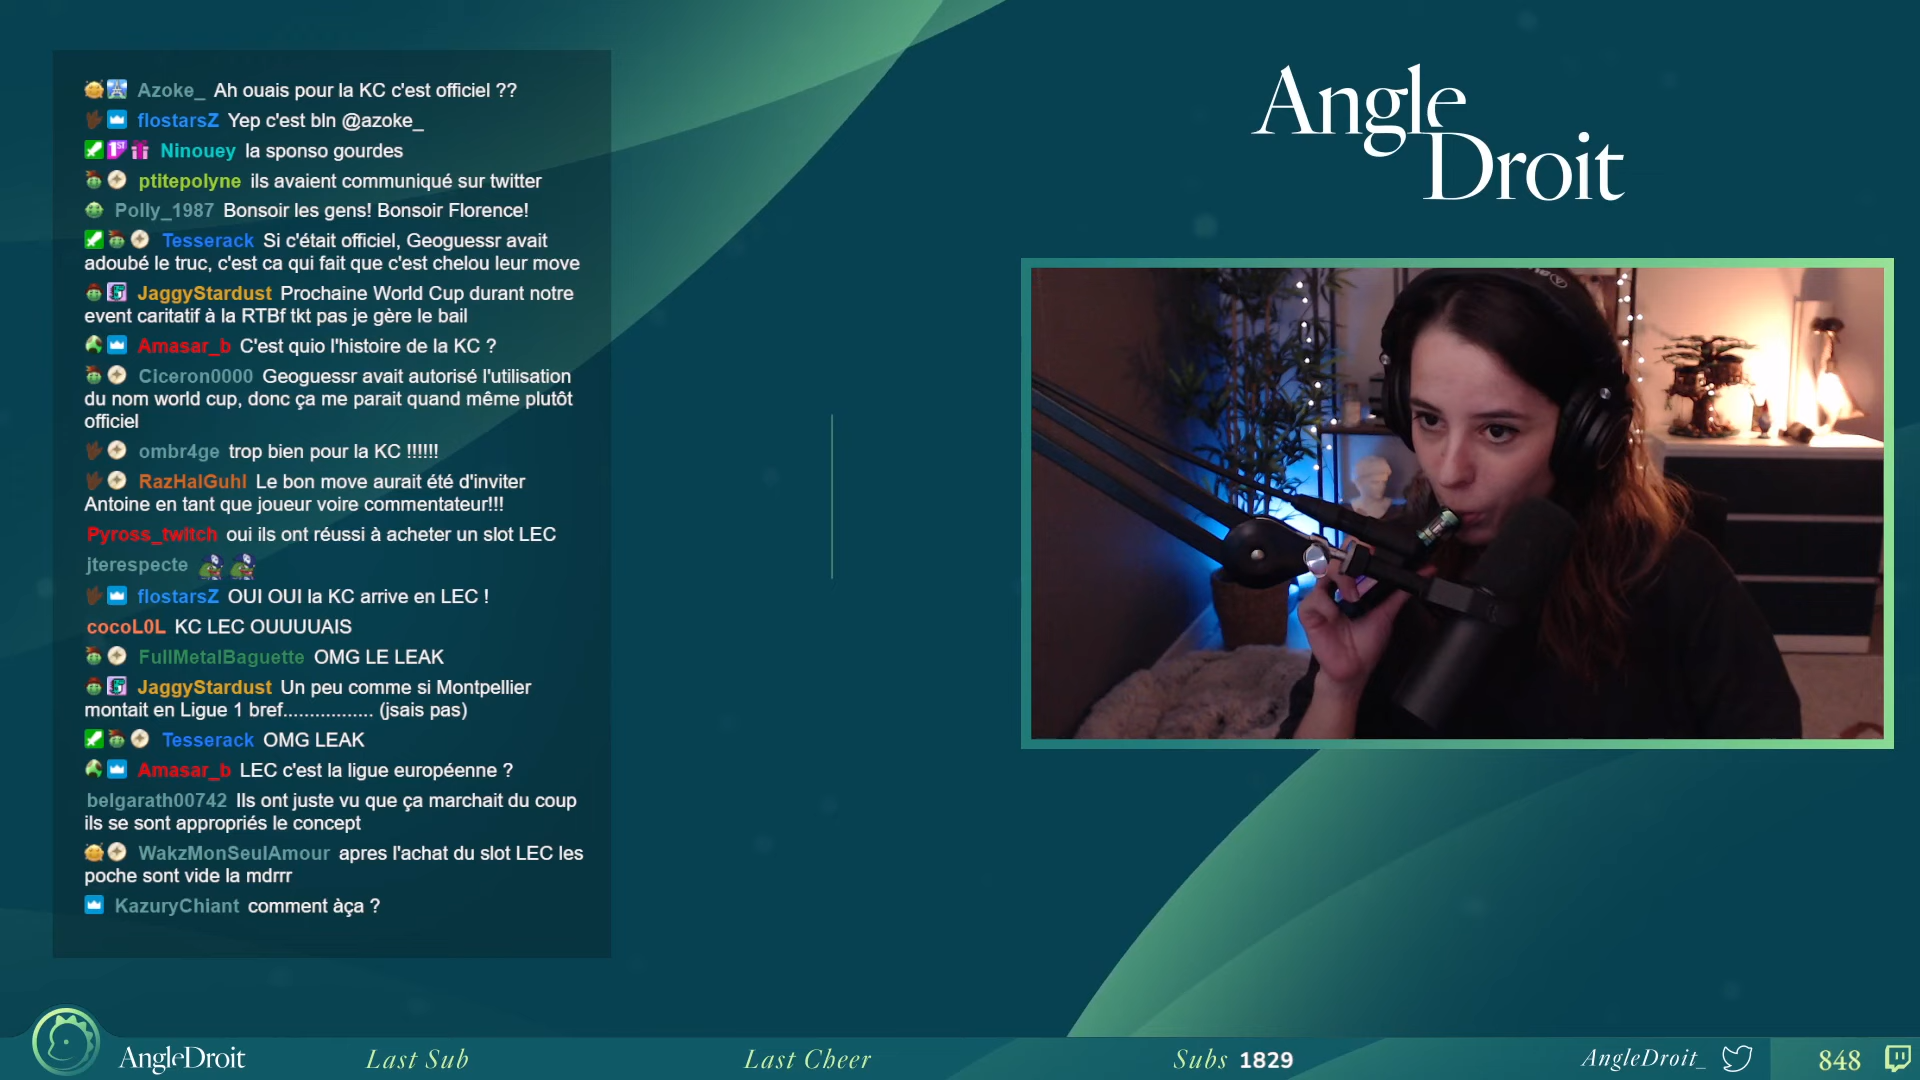 Azoke_ Ah ouais pour la KC c'est officiel ??
flostarsZ Yep c'est bIn @azoke_
Ninouey la sponso gourdes
ptitepolyne ils avaient communiqué sur twitter
Polly_1987 Bonsoir les gens! Bonsoir Florence!
Tesserack Si c'était officiel, Geoguessr avait
adoubé le truc, c'est ca qui fait que c'est chelou leur move
JaggyStardust Prochaine World Cup durant notre
event caritatif à la RTBf tkt pas je gère le bail
Amasar_b C'est quio l'histoire de la KC ?
Ciceron0000 Geoguessr avait autorisé l'utilisation
du nom world cup, donc ça me parait quand même plutôt
officiel
ombr4ge trop bien pour la KC !!!!!!
RazHalGuhl Le bon move aurait été d'inviter
Antoine en tant que joueur voire commentateur!!!
Pyross_twitch oui ils ont réussi à acheter un slot LEC
jterespecte
flostarsZ OUI OUI la KC arrive en LEC !
cocoL0L KC LEC OUUUUAIS
FullMetalBaguette OMG LE LEAK
JaggyStardust Un peu comme si Montpellier
montait en Ligue 1 bref................. (jsais pas)
Tesserack OMG LEAK
Amasar_b LEC c'est la ligue européenne ?
belgarath00742 Ils ont juste vu que ça marchait du coup
ils se sont appropriés le concept
WakzMonSeulAmour apres l'achat du slot LEC les
poche sont vide la mdrrr
KazuryChiant comment àça ?
Angle
Droit
AngleDroit
Last Sub
Last Cheer
Subs 1829
AngleDroit_
848